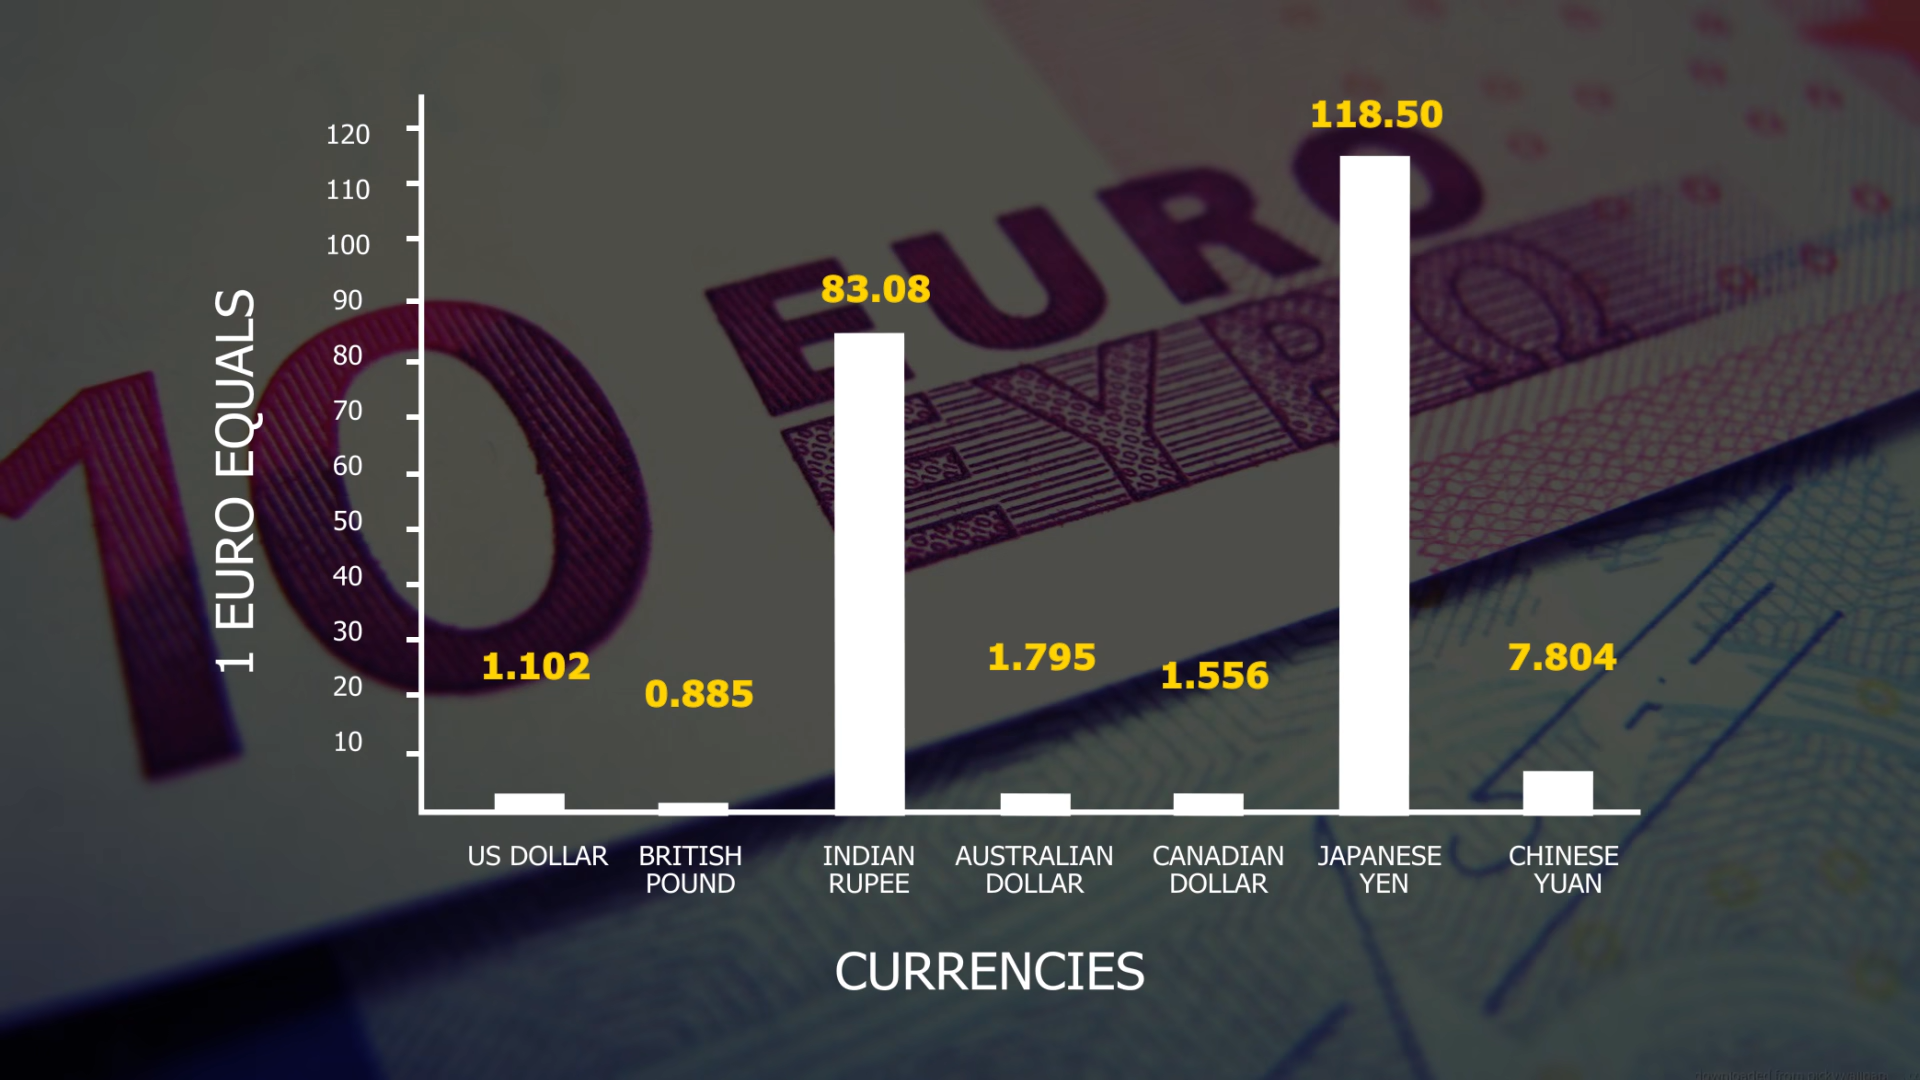 118.50
120
110
100
90
80
70
60
50
40
30
20
10
1 EURO EQUALS
83.08
1.102
0.885
1.795
1.556
7.804
10 EURO
ΕΥΡΩ
US DOLLAR
BRITISH
POUND
INDIAN
RUPEE
AUSTRALIAN
DOLLAR
CANADIAN
DOLLAR
JAPANESE
YEN
CHINESE
YUAN
CURRENCIES